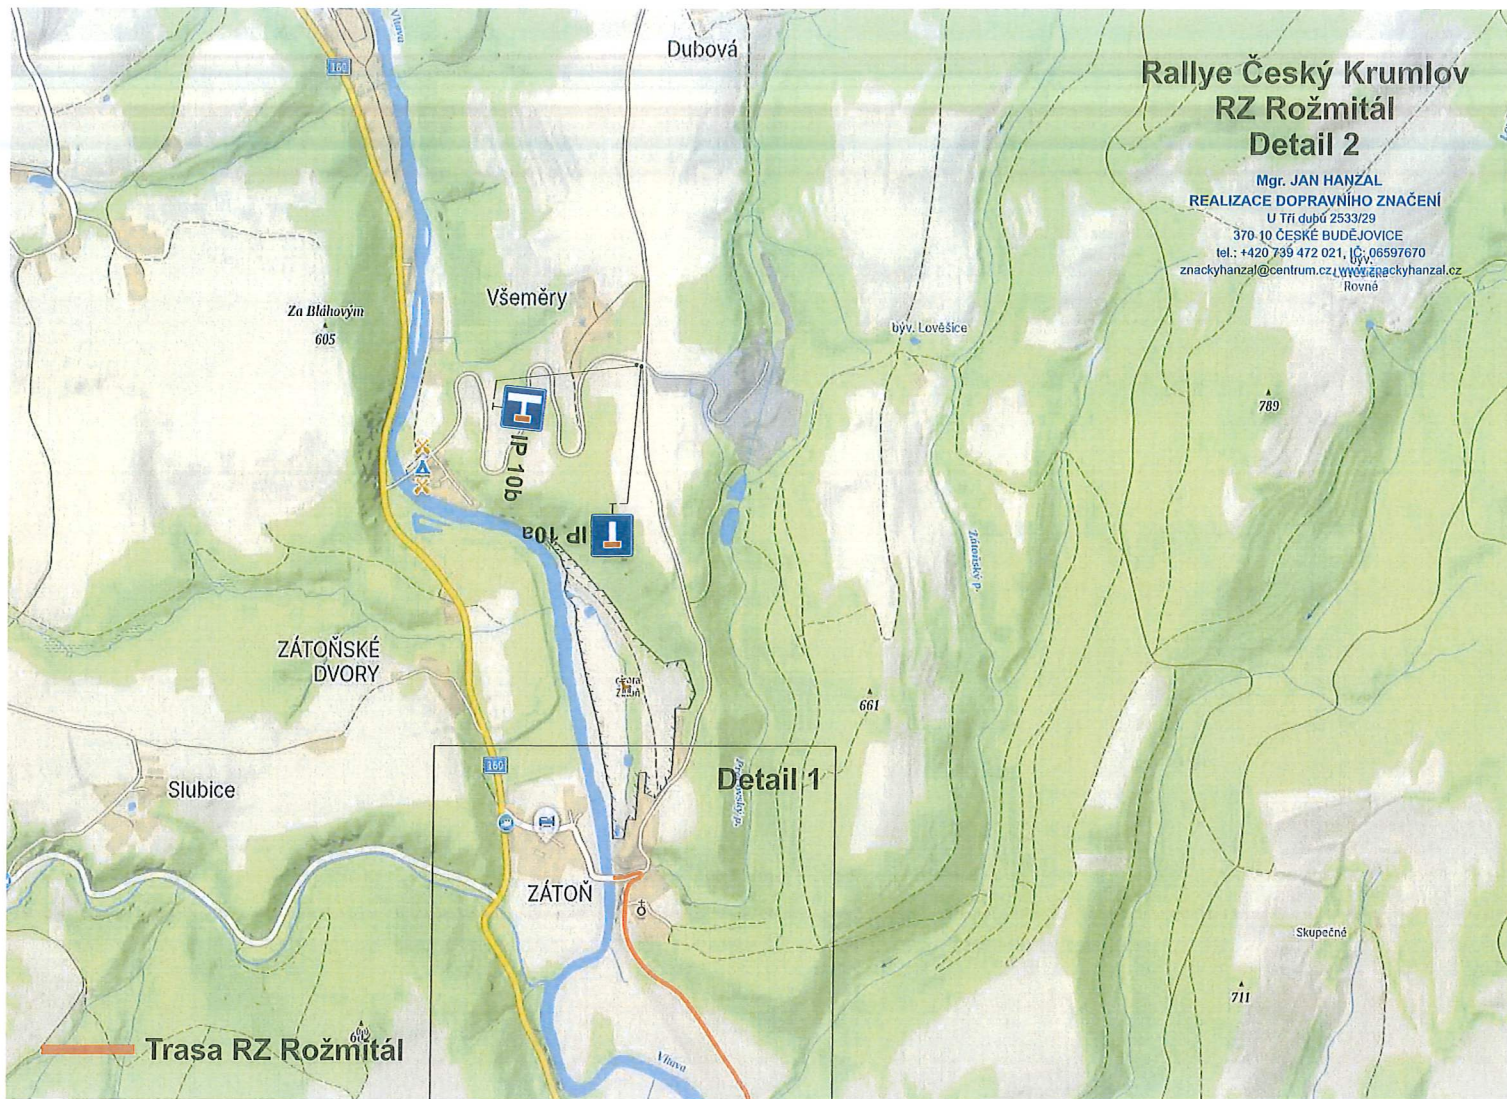 Vltava
160
Dubová
Rallye Český Krumlov
RZ Rožmitál
Detail 2
Mgr. JAN HANZAL
REALIZACE DOPRAVNÍHO ZNAČENÍ
U Tří dubů 2533/29
370 10 ČESKÉ BUDĚJOVICE
tel.: +420 739 472 021, IČ: 06597670
znackyhanzal@centrum.cz, www.znackyhanzal.cz
býv.
Rovné
Všeměry
Za Bláhovým
605
býv. Lověšice
789
IP 10b
IP 10a
Zátoňský p.
ZÁTOŇSKÉ
DVORY
661
160
Detail 1
Slubice
ZÁTOŇ
Skupečné
711
Trasa RZ Rožmitál
Vltava